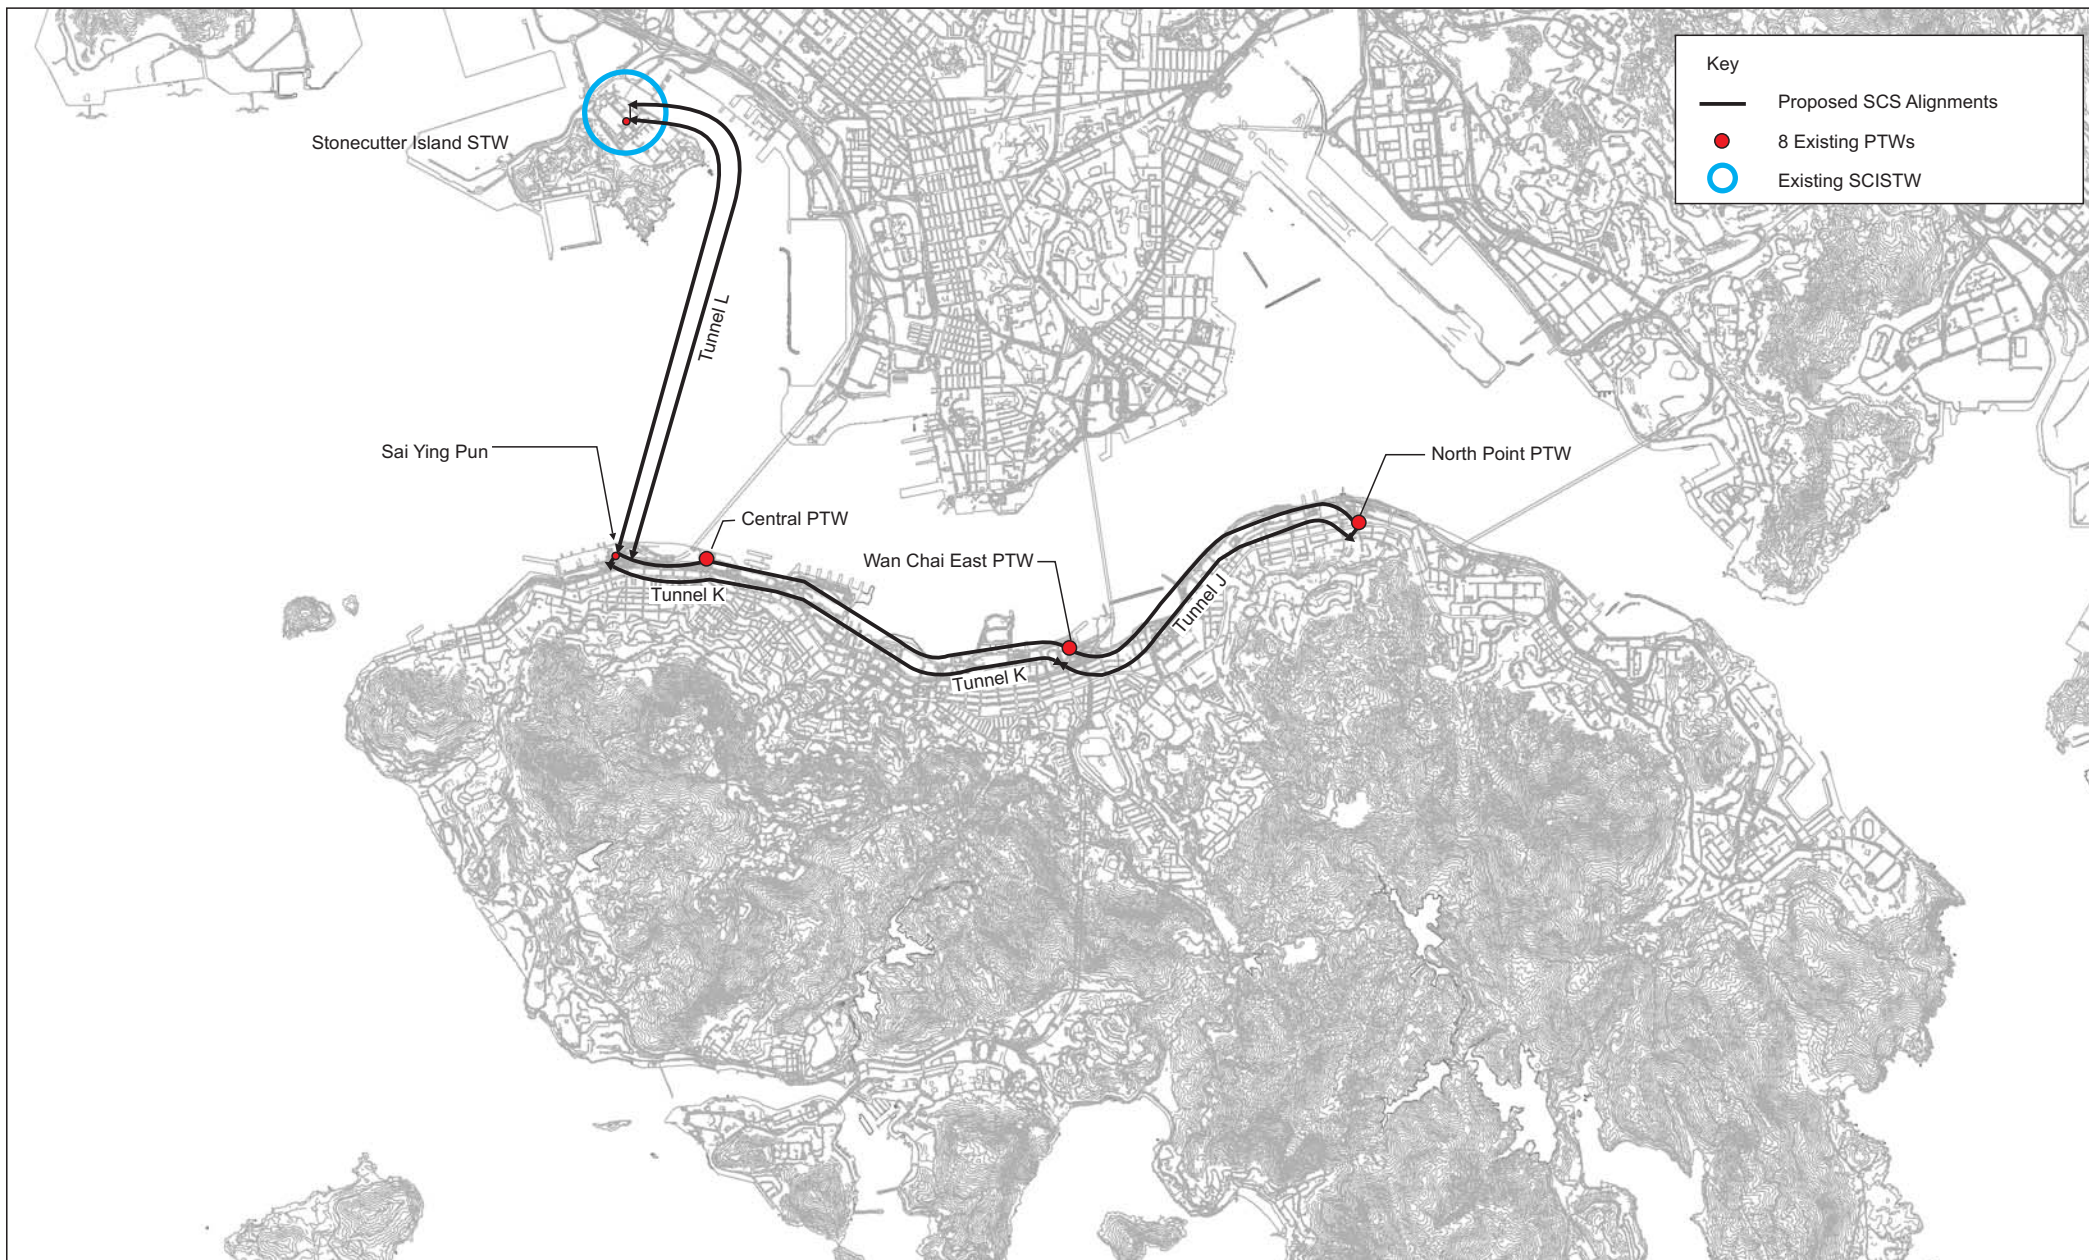 Key
Proposed SCS Alignments
8 Existing PTWs
Existing SCISTW
Stonecutter Island STW
Tunnel L
Sai Ying Pun
North Point PTW
Central PTW
Wan Chai East PTW
Tunnel J
Tunnel K
Tunnel K